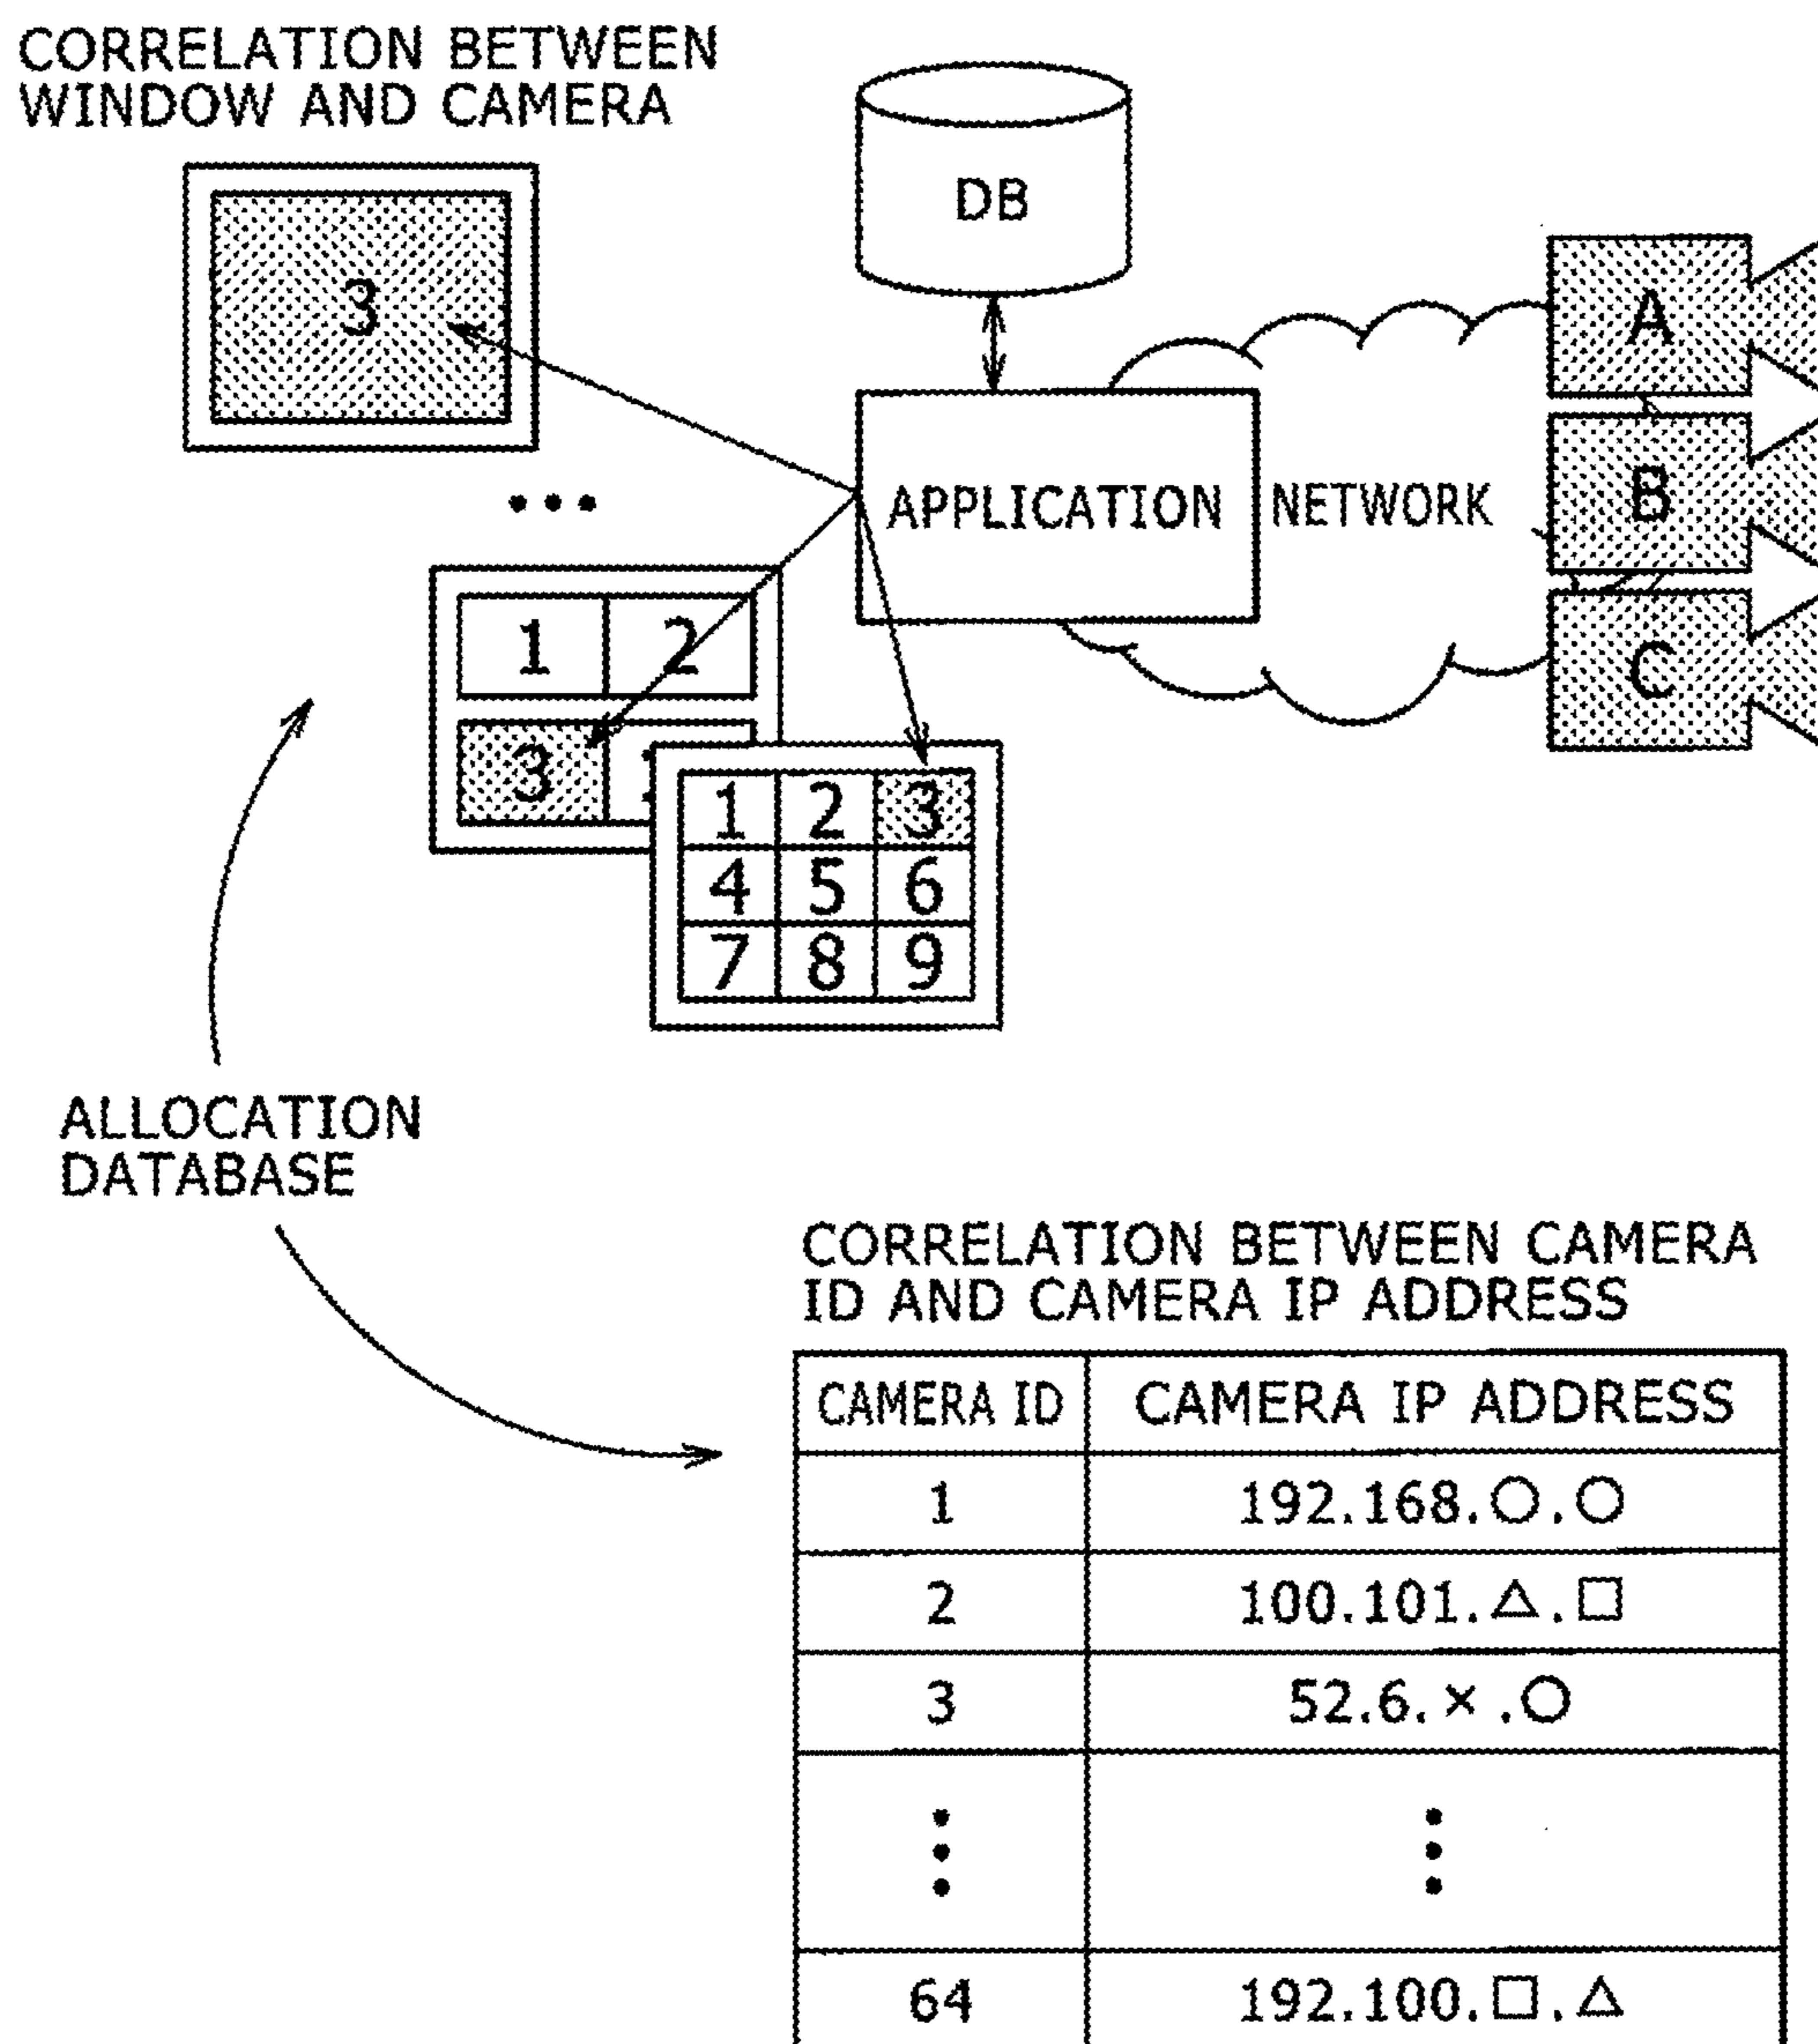 CORRELATION BETWEEN
WINDOW AND CAMERA
DB
3
A
APPLICATION
NETWORK
B
C
1 2
3
1 2 3
4 5 6
7 8 9
ALLOCATION
DATABASE
CORRELATION BETWEEN CAMERA
ID AND CAMERA IP ADDRESS
CAMERA ID CAMERA IP ADDRESS
1 192.168.○.○
2 100.101.△.□
3 52.6.×.○
64 192.100.□.△